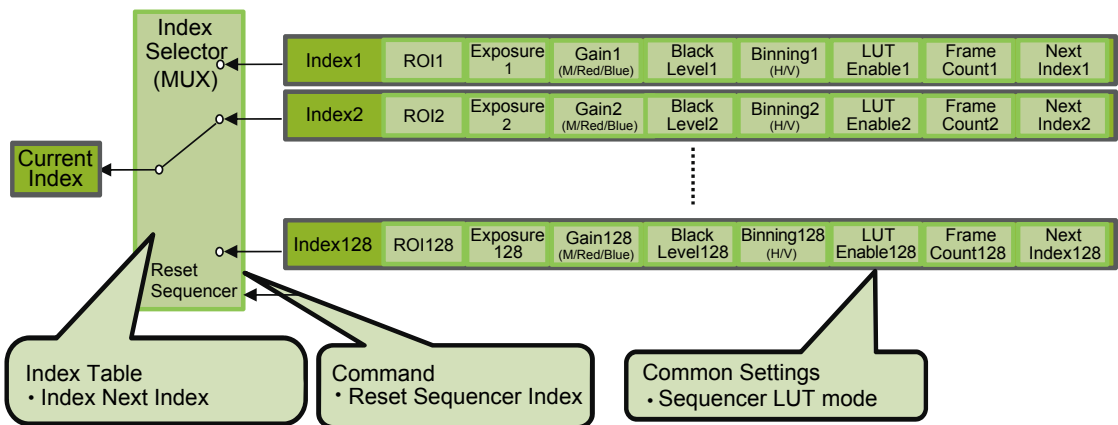 Index
Selector
(MUX)
Index1 ROI1 Exposure 1 Gain1 (M/Red/Blue) Black Level1 Binning1 (H/V) LUT Enable1 Frame Count1 Next Index1
Index2 ROI2 Exposure 2 Gain2 (M/Red/Blue) Black Level2 Binning2 (H/V) LUT Enable2 Frame Count2 Next Index2
Current
Index
Index128 ROI128 Exposure 128 Gain128 (M/Red/Blue) Black Level128 Binning128 (H/V) LUT Enable128 Frame Count128 Next Index128
Reset
Sequencer
Index Table
・Index Next Index
Command
・Reset Sequencer Index
Common Settings
・Sequencer LUT mode